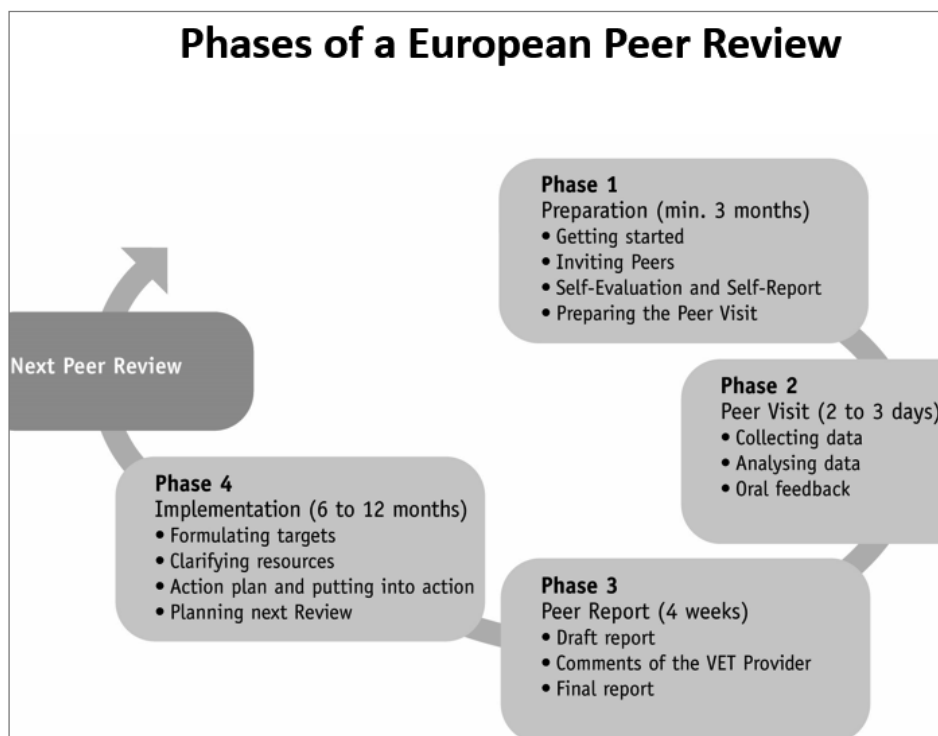 Phases of a European Peer Review
Phase 1
Preparation (min. 3 months)
• Getting started
• Inviting Peers
• Self-Evaluation and Self-Report
• Preparing the Peer Visit
Phase 2
Peer Visit (2 to 3 days)
• Collecting data
• Analysing data
• Oral feedback
Phase 3
Peer Report (4 weeks)
• Draft report
• Comments of the VET Provider
• Final report
Phase 4
Implementation (6 to 12 months)
• Formulating targets
• Clarifying resources
• Action plan and putting into action
• Planning next Review
Next Peer Review